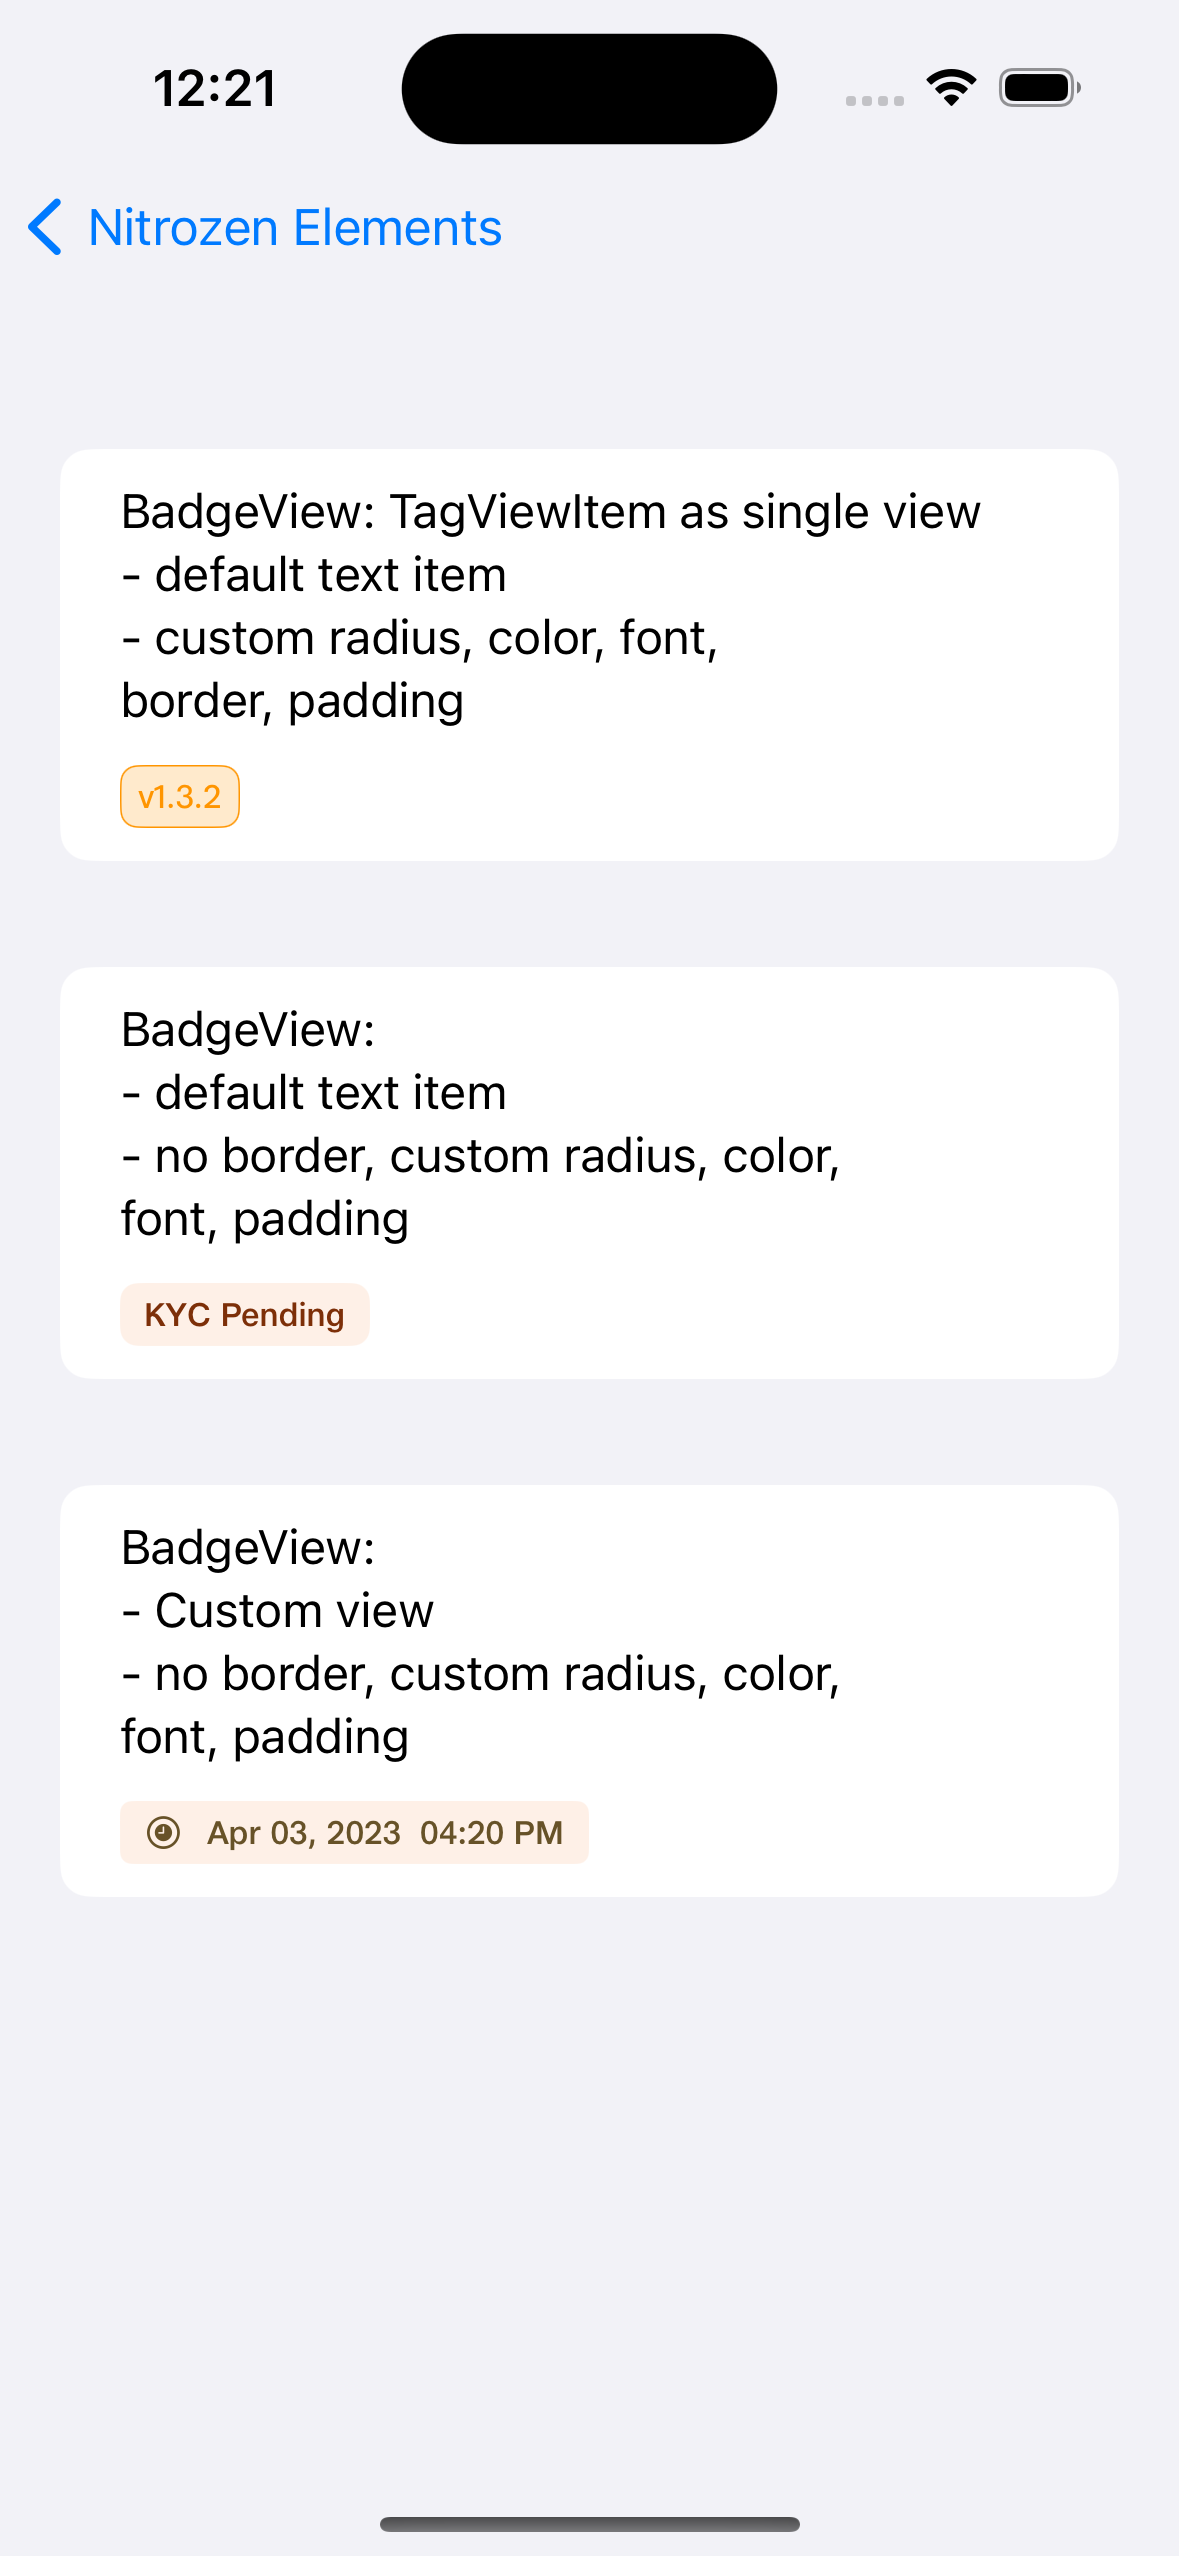 12:21
Nitrozen Elements
BadgeView: TagViewItem as single view
- default text item
- custom radius, color, font,
border, padding
v1.3.2
BadgeView:
- default text item
- no border, custom radius, color,
font, padding
KYC Pending
BadgeView:
- Custom view
- no border, custom radius, color,
font, padding
Apr 03, 2023  04:20 PM